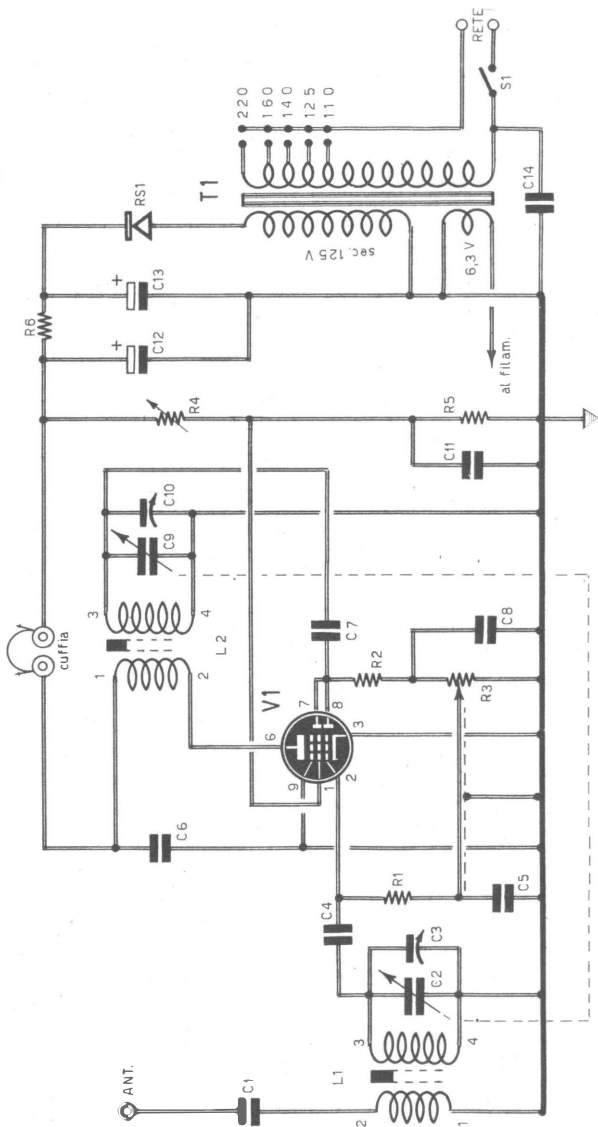 ANT.
C1
2
1
L1
3
4
C2
C3
C4
R1
C5
C6
9
1
2
6
V1
7
8
3
cuffia
1
2
L2
3
4
C9
C10
C7
R2
R3
C8
R4
C11
R5
R6
C12
+
C13
+
al filam.
RS1
sec. 125 V
6,3 V
T1
220
160
140
125
110
C14
S1
RETE